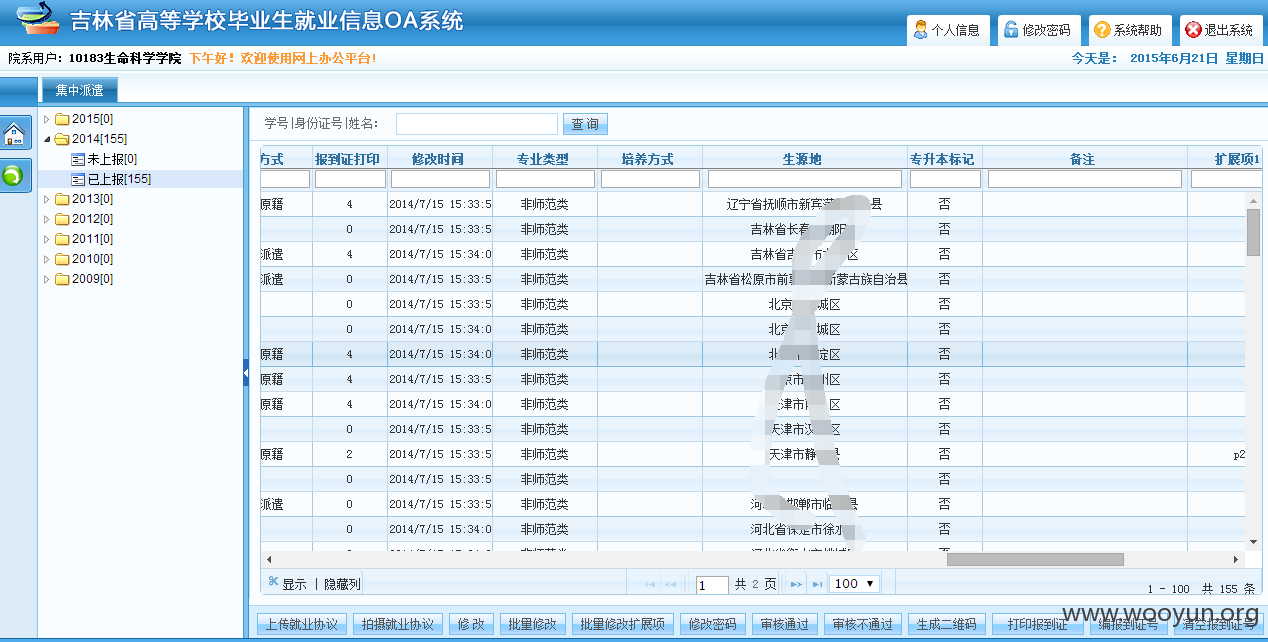 吉林省高等学校毕业生就业信息OA系统
个人信息 修改密码 系统帮助 退出系统
院系用户：10183生命科学学院 下午好！欢迎使用网上办公平台！ 今天是： 2015年6月21日 星期日
集中派遣
2015[0]
2014[155]
未上报[0]
已上报[155]
2013[0]
2012[0]
2011[0]
2010[0]
2009[0]
学号|身份证号|姓名： 查 询
方式 报到证打印 修改时间 专业类型 培养方式 生源地 专升本标记 备注 扩展项1
原籍 4 2014/7/15 15:33:5 非师范类 辽宁省抚顺市新宾 县 否
0 2014/7/15 15:33:5 非师范类 吉林省长春 否
派遣 4 2014/7/15 15:34:0 非师范类 吉林省吉 市 区 否
派遣 0 2014/7/15 15:33:5 非师范类 吉林省松原市前 蒙古族自治县 否
0 2014/7/15 15:33:5 非师范类 北京 城区 否
0 2014/7/15 15:34:0 非师范类 北京 城区 否
原籍 4 2014/7/15 15:34:0 非师范类 北 淀区 否
原籍 4 2014/7/15 15:33:5 非师范类 京市 州区 否
原籍 4 2014/7/15 15:34:0 非师范类 天津市 区 否
0 2014/7/15 15:33:5 非师范类 天津市汉 区 否
原籍 2 2014/7/15 15:33:5 非师范类 天津市静 县 否 p2
0 2014/7/15 15:33:5 非师范类 否
派遣 0 2014/7/15 15:34:0 非师范类 河 邯郸市临 县 否
0 2014/7/15 15:34:0 非师范类 河北省保定市徐水 否
显示 | 隐藏列 1 共 2 页 100 1 - 100 共 155 条
上传就业协议 拍摄就业协议 修 改 批量修改 批量修改扩展项 修改密码 审核通过 审核不通过 生成二维码 打印报到证 编报到证号 清空报到证号
www.wooyun.org